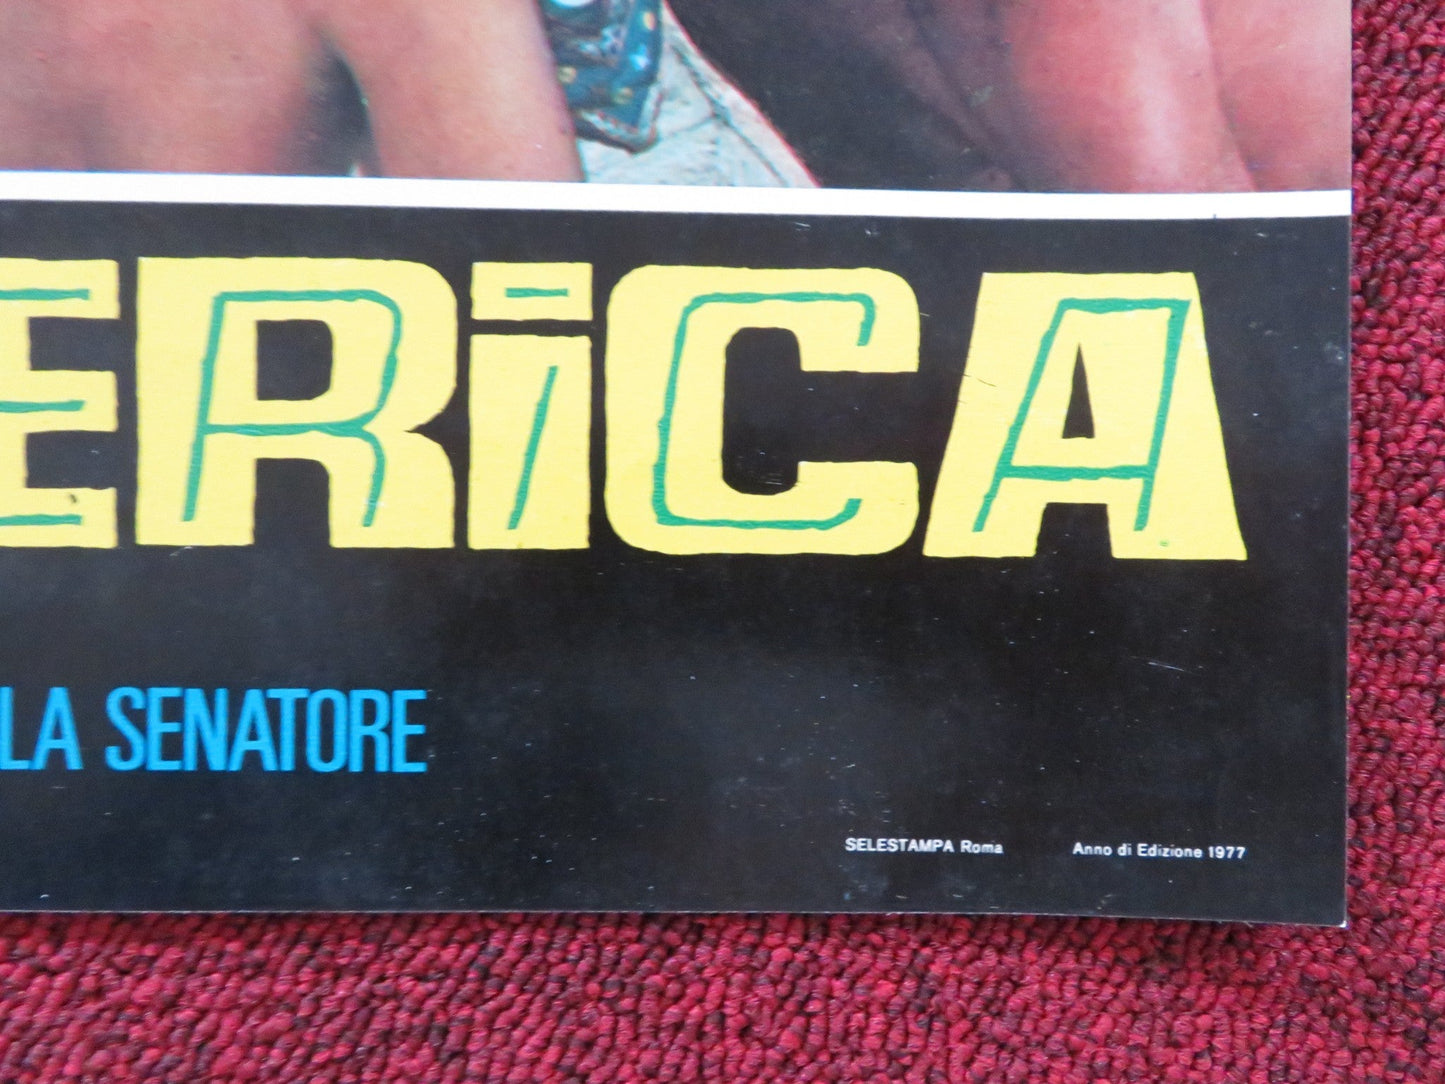 ERiCA
LA SENATORE
SELESTAMPA Roma Anno di Edizione 1977